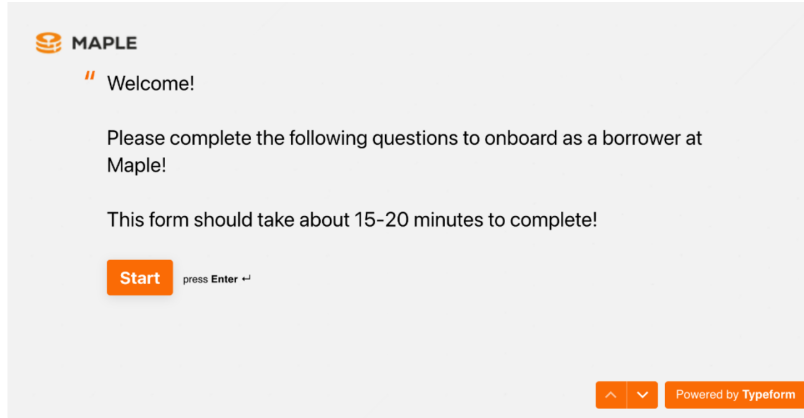 MAPLE
Welcome!
Please complete the following questions to onboard as a borrower at
Maple!
This form should take about 15-20 minutes to complete!
Start press Enter ↵
Powered by Typeform